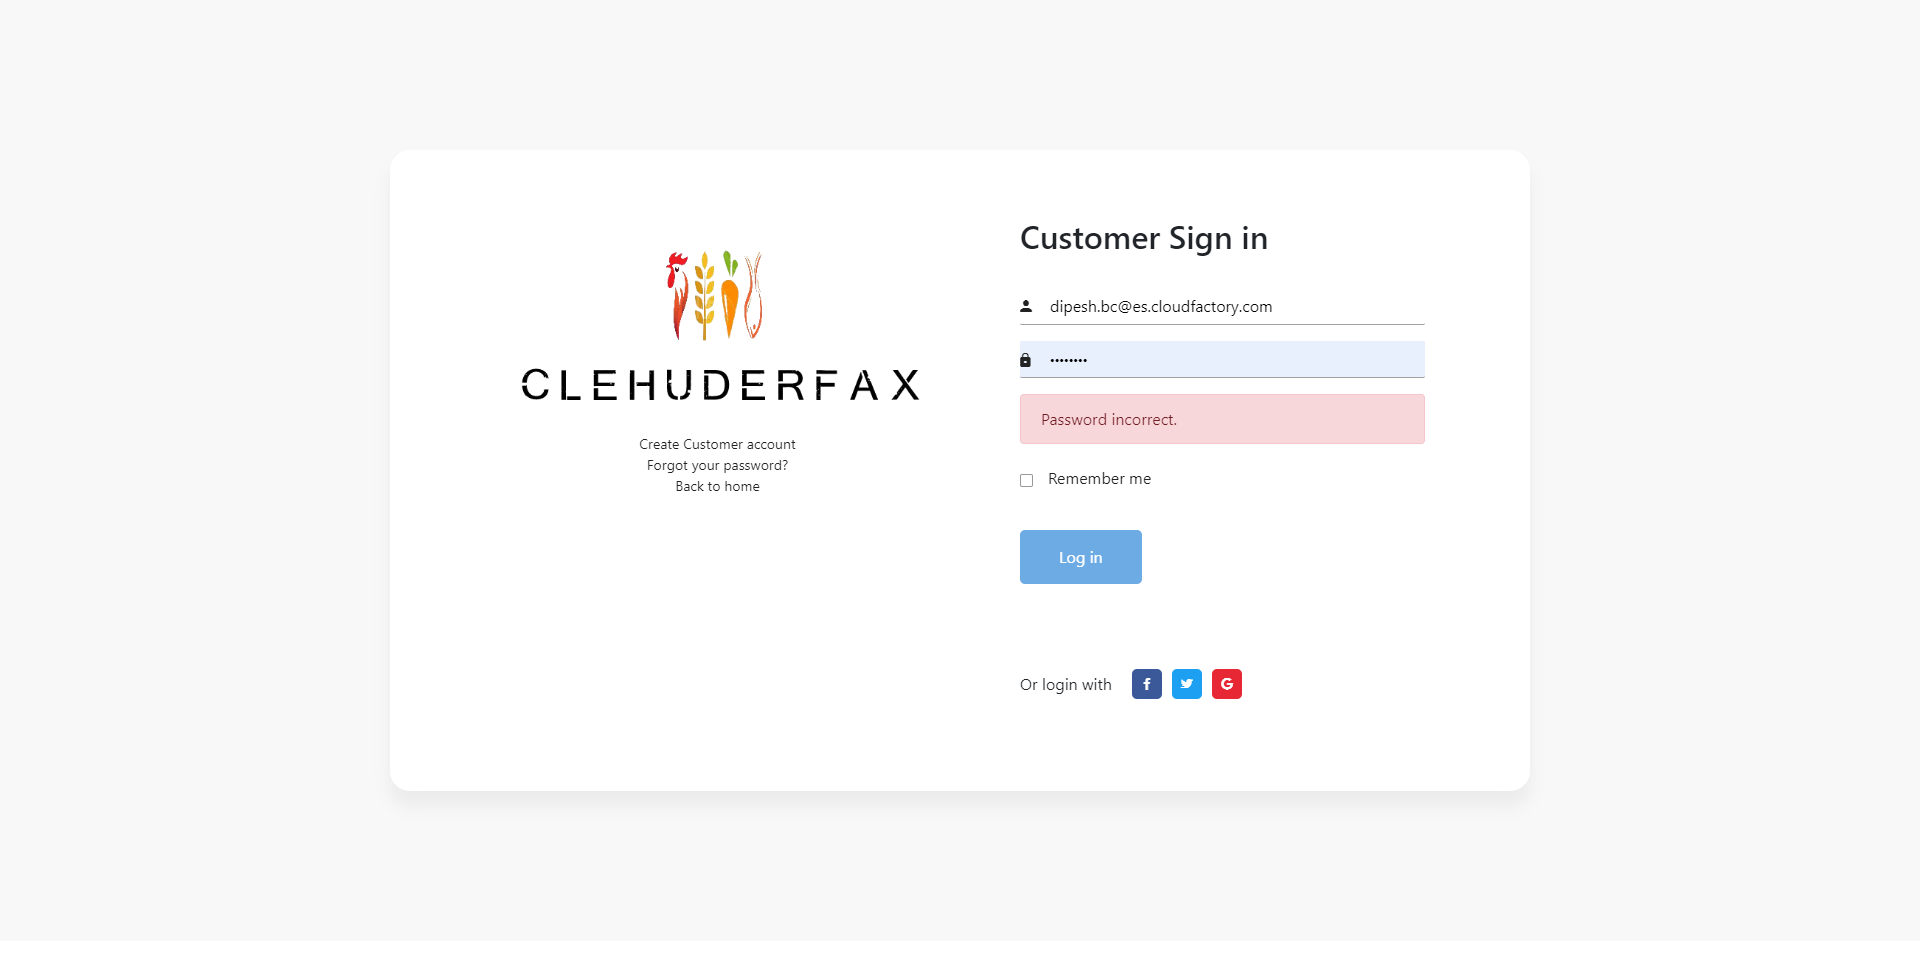 CLEHUDERFAX
Create Customer account
Forgot your password?
Back to home
Customer Sign in
dipesh.bc@es.cloudfactory.com
••••••••
Password incorrect.
Remember me
Log in
Or login with